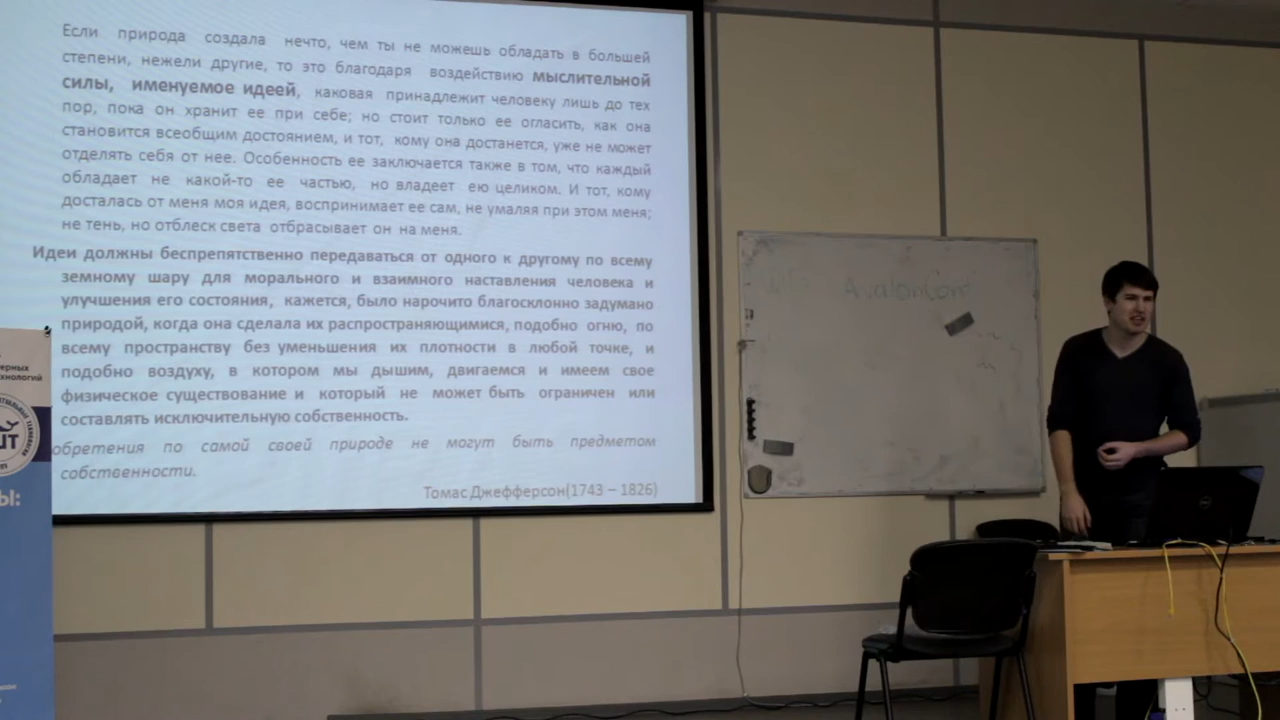 Если природа создала нечто, чем ты не можешь обладать в большей
степени, нежели другие, то это благодаря воздействию мыслительной
силы, именуемое идеей, каковая принадлежит человеку лишь до тех
пор, пока он хранит ее при себе; но стоит только ее огласить, как она
становится всеобщим достоянием, и тот, кому она достанется, уже не может
отделять себя от нее. Особенность ее заключается также в том, что каждый
обладает не какой-то ее частью, но владеет ею целиком. И тот, кому
досталась от меня моя идея, воспринимает ее сам, не умаляя при этом меня;
не тень, но отблеск света отбрасывает он на меня.
Идеи должны беспрепятственно передаваться от одного к другому по всему
земному шару для морального и взаимного наставления человека и
улучшения его состояния, кажется, было нарочито благосклонно задумано
природой, когда она сделала их распространяющимися, подобно огню, по
всему пространству без уменьшения их плотности в любой точке, и
подобно воздуху, в котором мы дышим, двигаемся и имеем свое
физическое существование и который не может быть ограничен или
составлять исключительную собственность.
обретения по самой своей природе не могут быть предметом
собственности.
Томас Джефферсон(1743 – 1826)
AvalonCore
ерных
хнологий
ИТ
Ы: